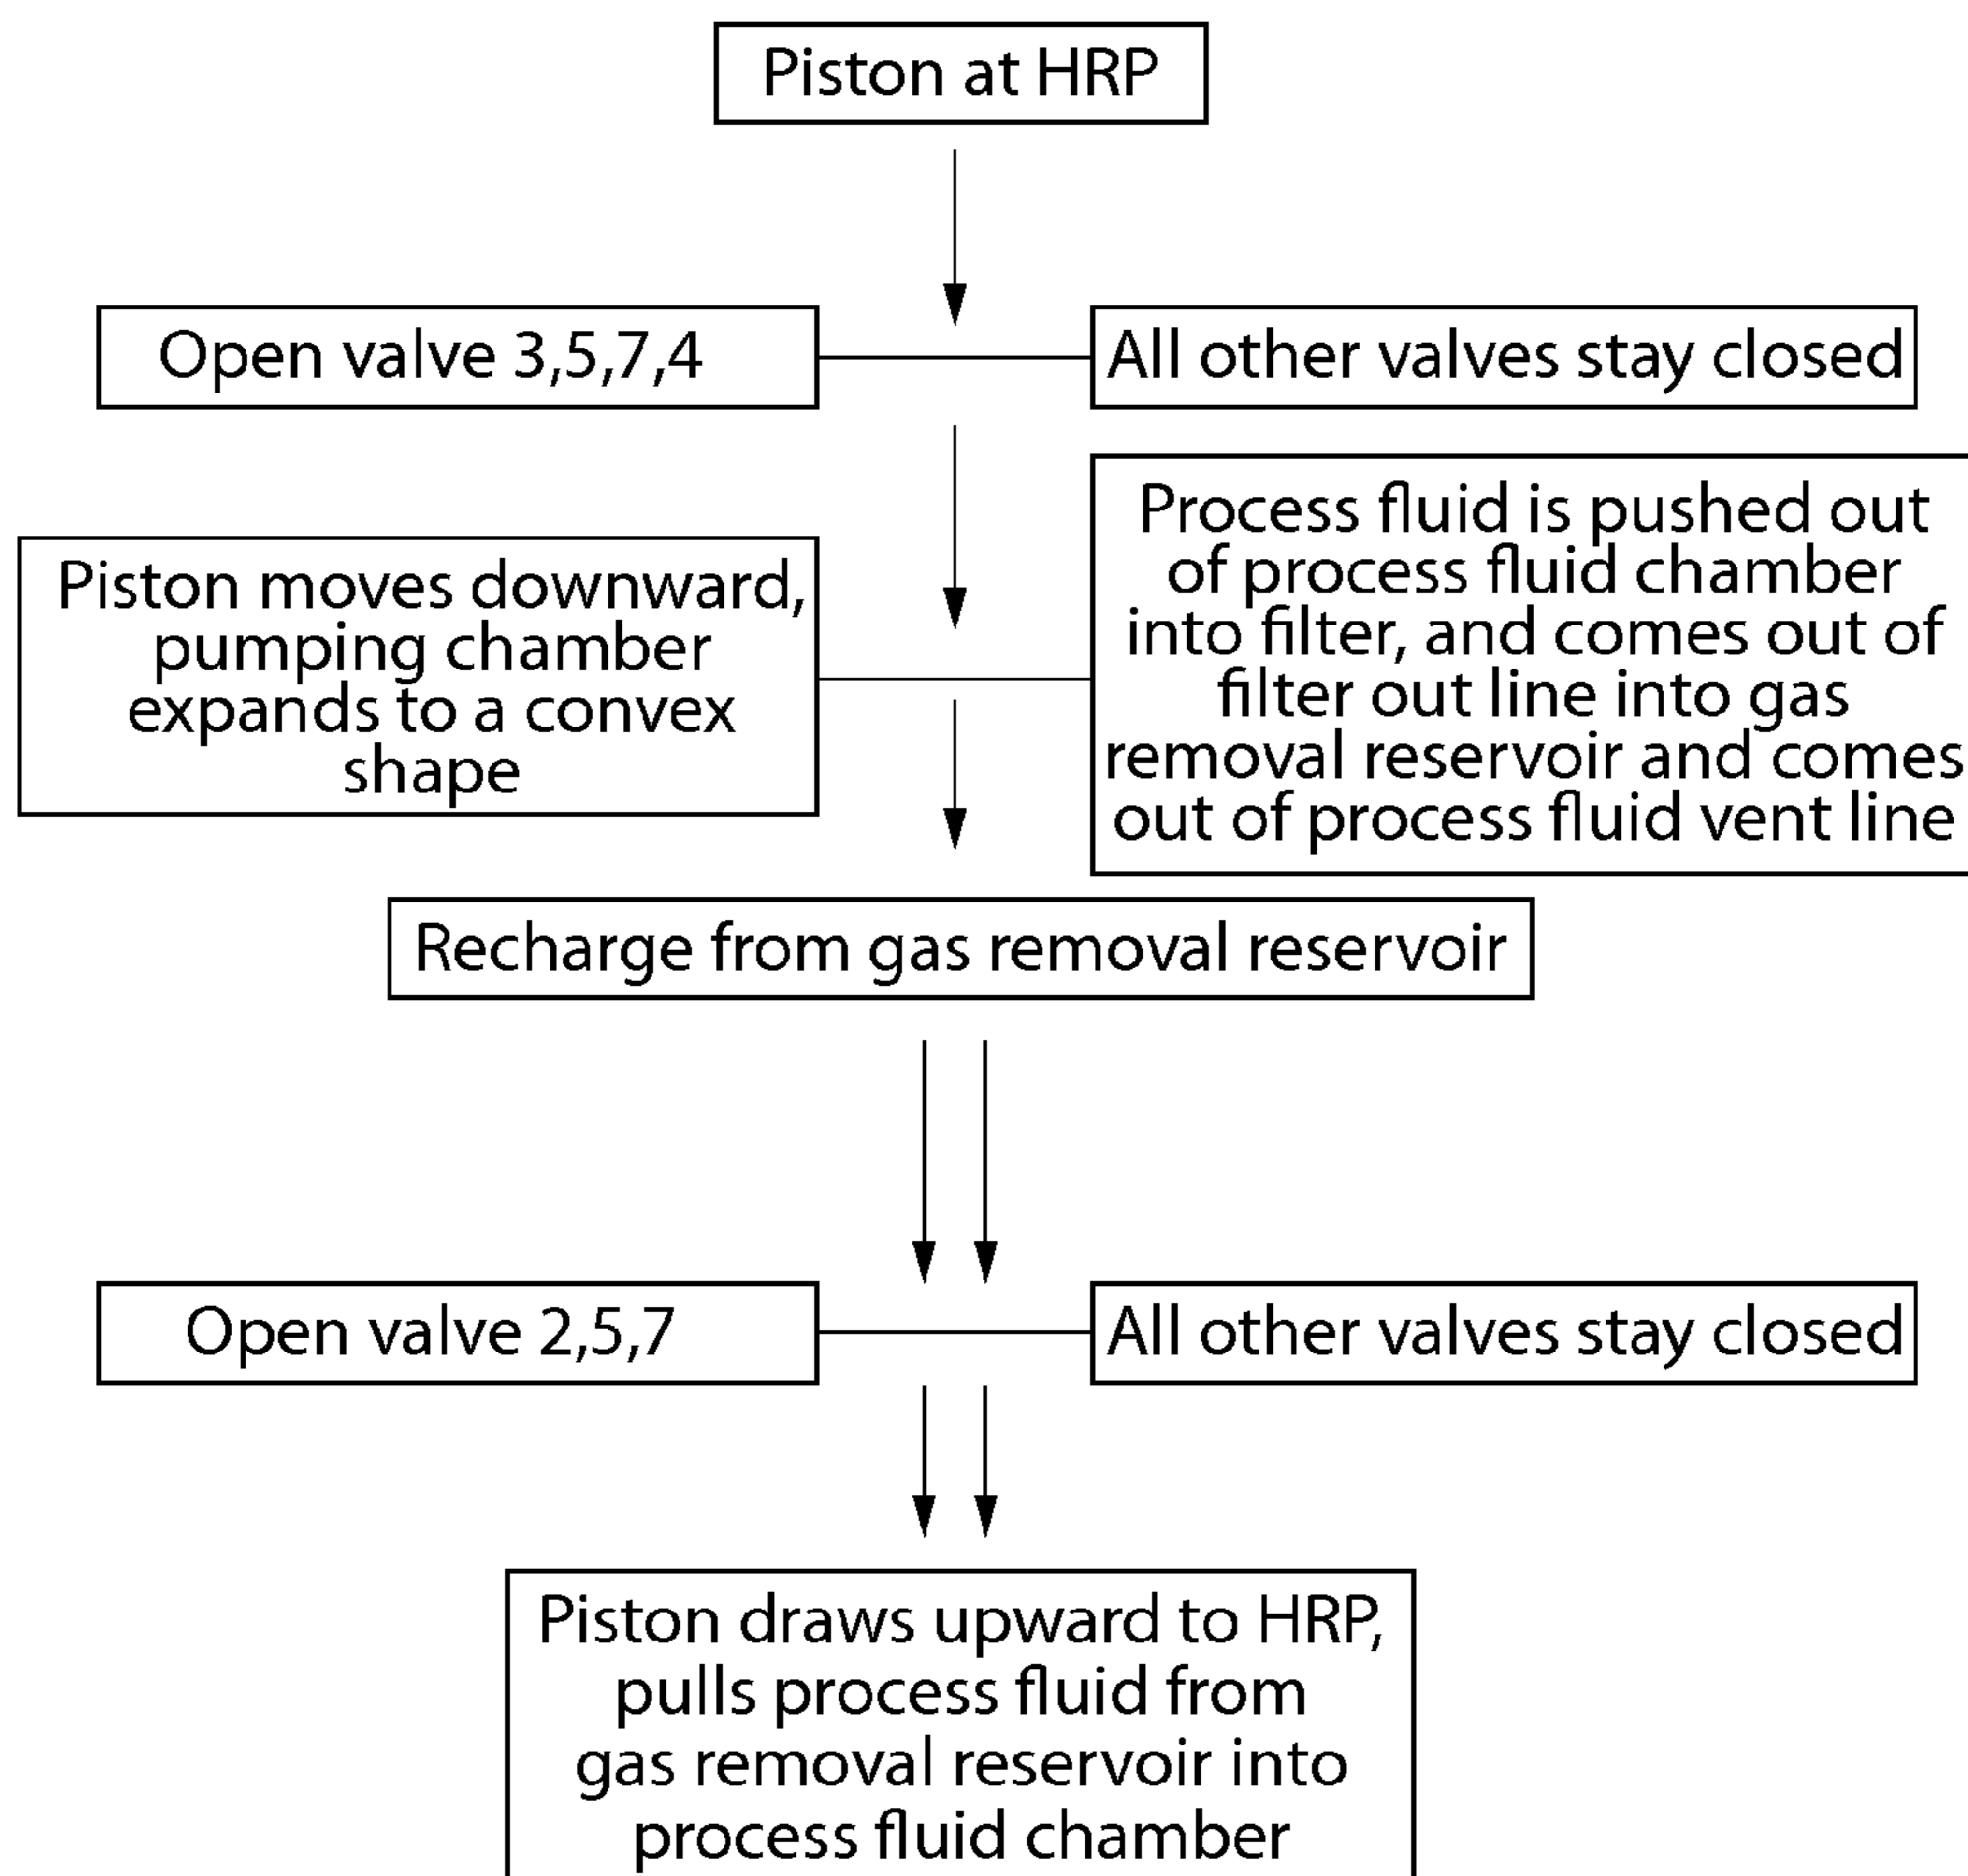 Piston at HRP
Open valve 3,5,7,4
All other valves stay closed
Piston moves downward,
pumping chamber
expands to a convex
shape
Process fluid is pushed out
of process fluid chamber
into filter, and comes out of
filter out line into gas
removal reservoir and comes
out of process fluid vent line
Recharge from gas removal reservoir
Open valve 2,5,7
All other valves stay closed
Piston draws upward to HRP,
pulls process fluid from
gas removal reservoir into
process fluid chamber